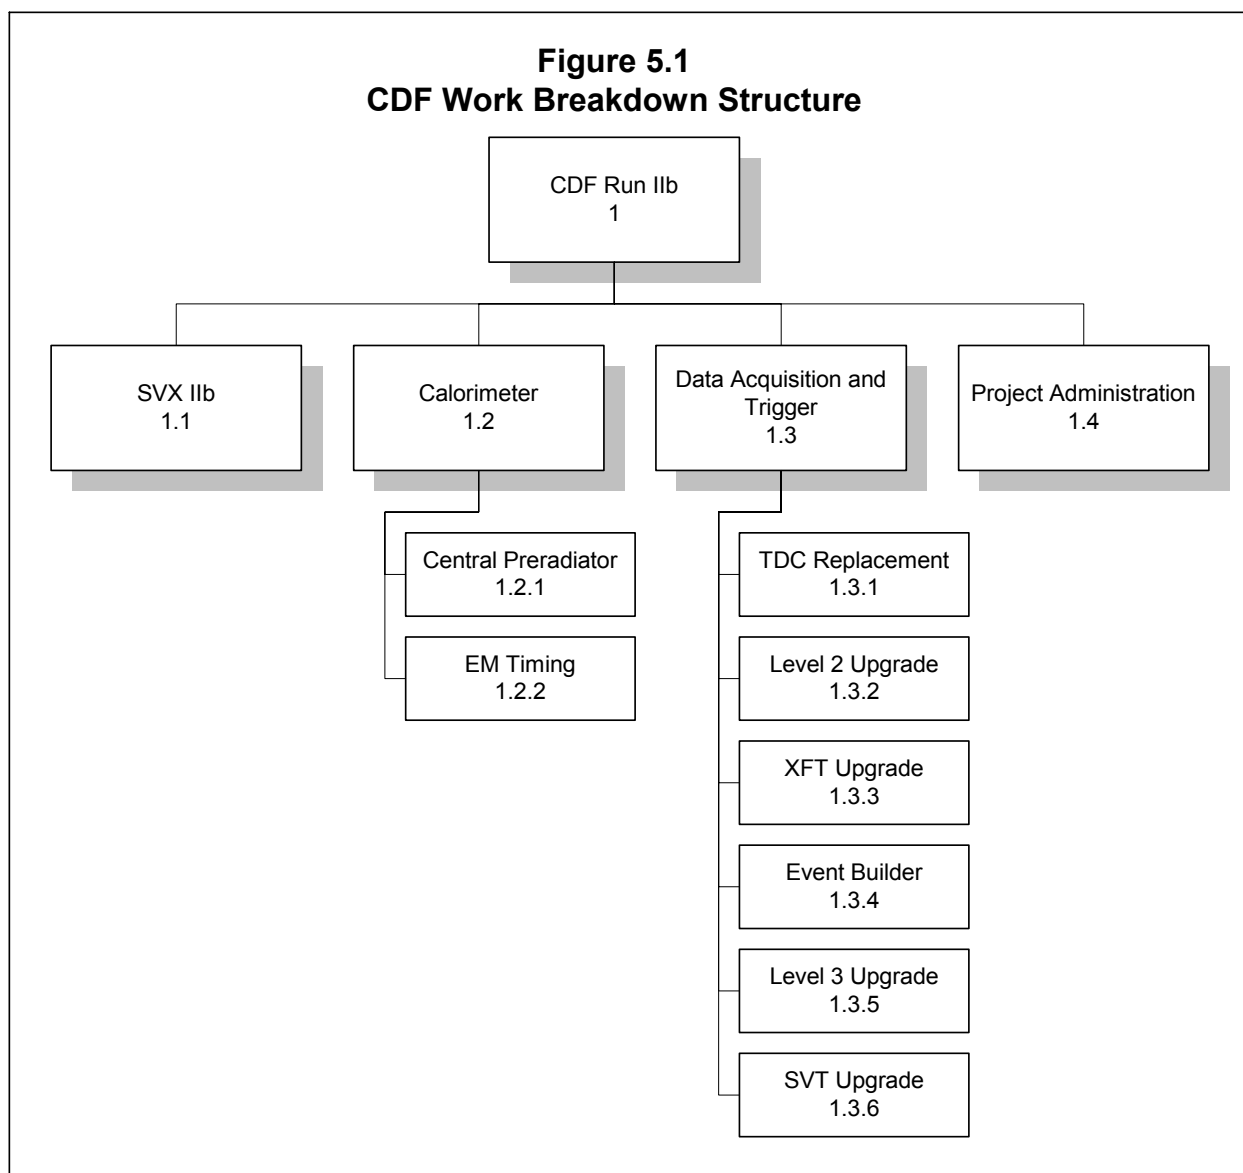 Figure 5.1
CDF Work Breakdown Structure
CDF Run IIb
1
SVX IIb
1.1
Calorimeter
1.2
Data Acquisition and
Trigger
1.3
Project Administration
1.4
Central Preradiator
1.2.1
EM Timing
1.2.2
TDC Replacement
1.3.1
Level 2 Upgrade
1.3.2
XFT Upgrade
1.3.3
Event Builder
1.3.4
Level 3 Upgrade
1.3.5
SVT Upgrade
1.3.6